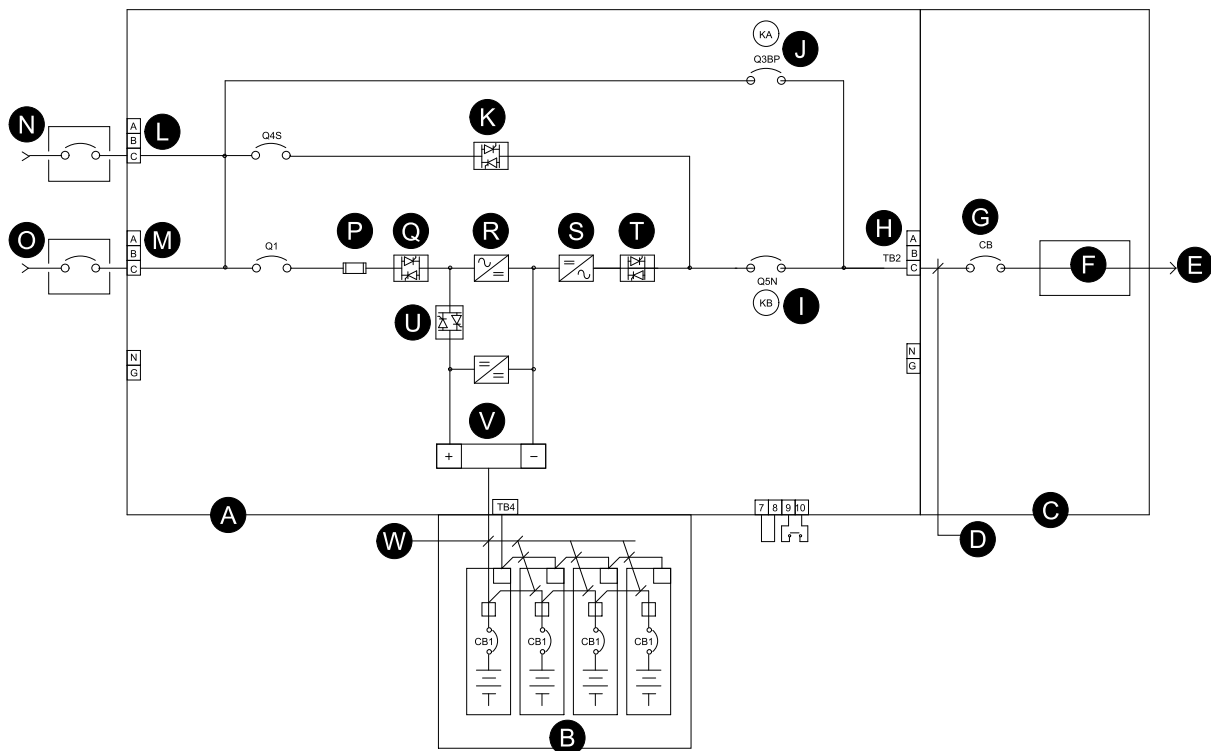 KA
J
Q3BP
N
A
B
C
L
K
Q4S
O
A
B
C
M
Q1
P
Q
R
S
T
H
A
B
C
TB2
G
CB
F
E
Q5N
KB
I
U
N
G
N
G
V
+
−
A
TB4
7 8 9 10
C
W
D
CB1
CB1
CB1
CB1
B